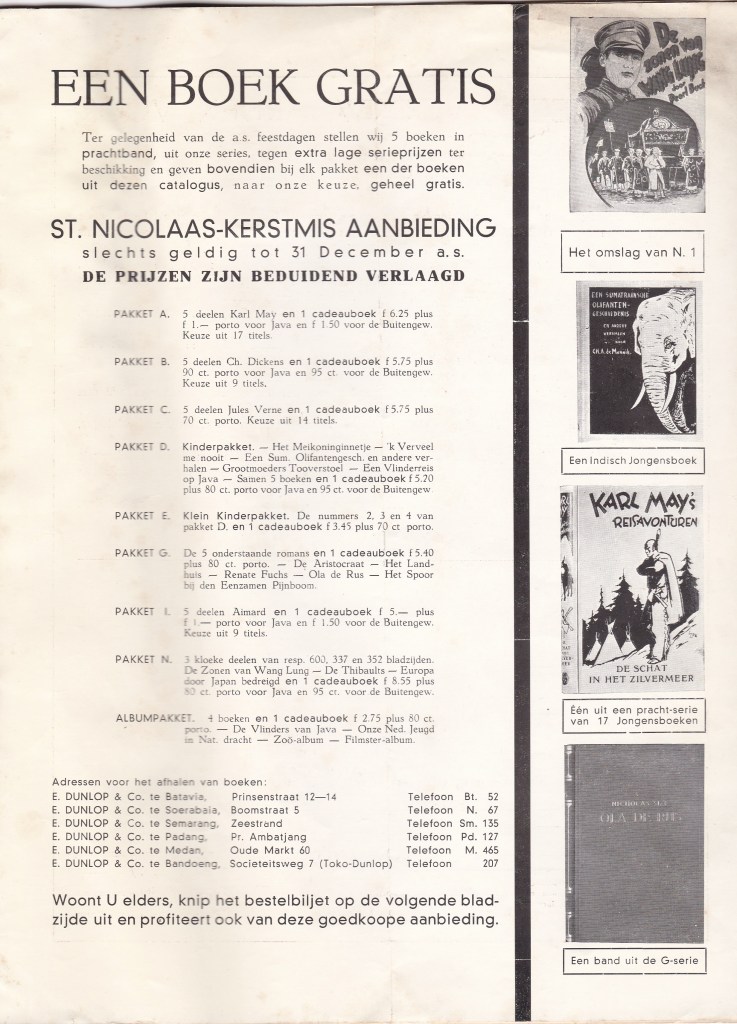 EEN BOEK GRATIS
Ter gelegenheid van de a.s. feestdagen stellen wij 5 boeken in
prachtband, uit onze series, tegen extra lage serieprijzen ter
beschikking en geven bovendien bij elk pakket een der boeken
uit dezen catalogus, naar onze keuze, geheel gratis.
ST. NICOLAAS-KERSTMIS AANBIEDING
slechts geldig tot 31 December a.s.
DE PRIJZEN ZIJN BEDUIDEND VERLAAGD
PAKKET A. 5 deelen Karl May en 1 cadeauboek f 6.25 plus
f 1.— porto voor Java en f 1.50 voor de Buitengew.
Keuze uit 17 titels.
PAKKET B. 5 deelen Ch. Dickens en 1 cadeauboek f 5.75 plus
90 ct. porto voor Java en 95 ct. voor de Buitengew.
Keuze uit 9 titels.
PAKKET C. 5 deelen Jules Verne en 1 cadeauboek f 5.75 plus
70 ct. porto. Keuze uit 14 titels.
PAKKET D. Kinderpakket. — Het Meikoninginnetje — 'k Verveel
me nooit — Een Sum. Olifantengesch. en andere ver-
halen — Grootmoeders Tooverstoel — Een Vlinderreis
op Java — Samen 5 boeken en 1 cadeauboek f 5.20
plus 80 ct. porto voor Java en 95 ct. voor de Buitengew
PAKKET E. Klein Kinderpakket. De nummers 2, 3 en 4 van
pakket D. en 1 cadeauboek f 3.45 plus 70 ct porto.
PAKKET G. De 5 onderstaande romans en 1 cadeauboek f 5.40
plus 80 ct. porto. — De Aristocraat — Het Land-
huis — Renate Fuchs — Ola de Rus — Het Spoor
bij den Eenzamen Pijnboom.
PAKKET I. 5 deelen Aimard en 1 cadeauboek f 5.— plus
f 1.— porto voor Java en f 1.50 voor de Buitengew.
Keuze uit 9 titels.
PAKKET N. 3 kloeke deelen van resp. 600, 337 en 352 bladzijden.
De Zonen van Wang Lung — De Thibaults — Europa
door Japan bedreigd en 1 cadeauboek f 8.55 plus
80 ct. porto voor Java en 95 ct. voor de Buitengew.
ALBUMPAKKET. 4 boeken en 1 cadeauboek f 2.75 plus 80 ct.
porto. — De Vlinders van Java — Onze Ned. Jeugd
in Nat. dracht — Zoö-album — Filmster-album.
Adressen voor het afhalen van boeken:
E. DUNLOP & Co. te Batavia, Prinsenstraat 12—14 Telefoon Bt. 52
E. DUNLOP & Co. te Soerabaia, Boomstraat 5 Telefoon N. 67
E. DUNLOP & Co. te Semarang, Zeestrand Telefoon Sm. 135
E. DUNLOP & Co. te Padang, Pr. Ambatjang Telefoon Pd. 127
E. DUNLOP & Co. te Medan, Oude Markt 60 Telefoon M. 465
E. DUNLOP & Co. te Bandoeng, Societeitsweg 7 (Toko-Dunlop) Telefoon 207
Woont U elders, knip het bestelbiljet op de volgende blad-
zijde uit en profiteert ook van deze goedkoope aanbieding.
De
zonen van
WANG LUNG
door
Pearl Buck
Het omslag van N. 1
EEN SUMATRAANSCHE
OLIFANTEN-
GESCHIEDENIS
EN ANDERE
VERHALEN
DOOR
Een Indisch Jongensboek
KARL MAY's
REISAVONTUREN
DE SCHAT
IN HET ZILVERMEER
Één uit een pracht-serie
van 17 Jongensboeken
OLA DE RUS
Een band uit de G-serie